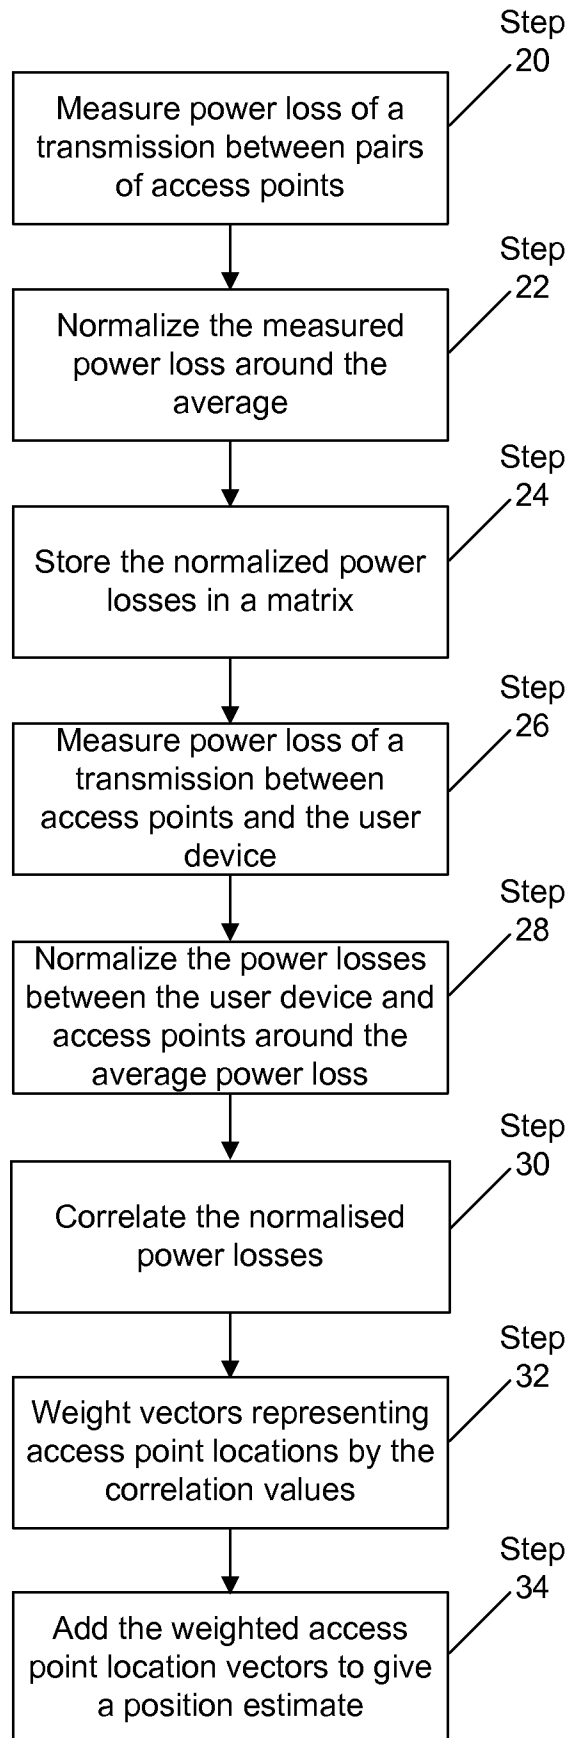 Step
20
Measure power loss of a
transmission between pairs
of access points
Step
22
Normalize the measured
power loss around the
average
Step
24
Store the normalized power
losses in a matrix
Step
26
Measure power loss of a
transmission between
access points and the user
device
Step
28
Normalize the power losses
between the user device and
access points around the
average power loss
Step
30
Correlate the normalised
power losses
Step
32
Weight vectors representing
access point locations by the
correlation values
Step
34
Add the weighted access
point location vectors to give
a position estimate